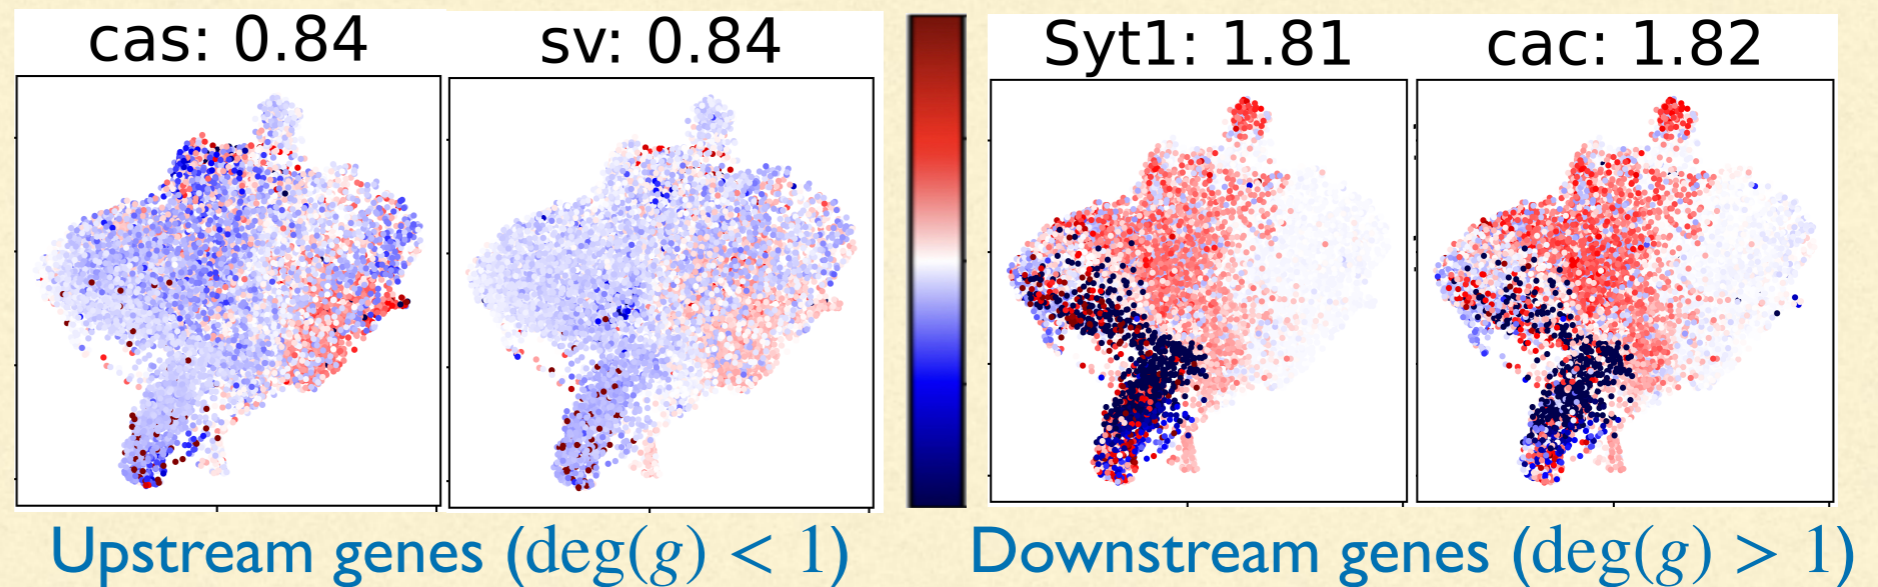 cas: 0.84
sv: 0.84
Syt1: 1.81
cac: 1.82
Upstream genes (deg(g) < 1)
Downstream genes (deg(g) > 1)